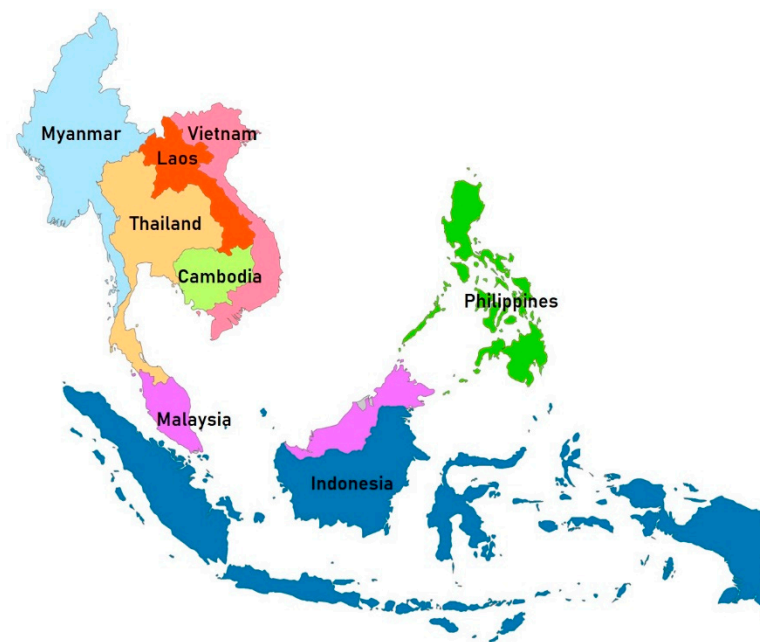 Myanmar
Vietnam
Laos
Thailand
Cambodia
Philippines
Malaysia
Indonesia